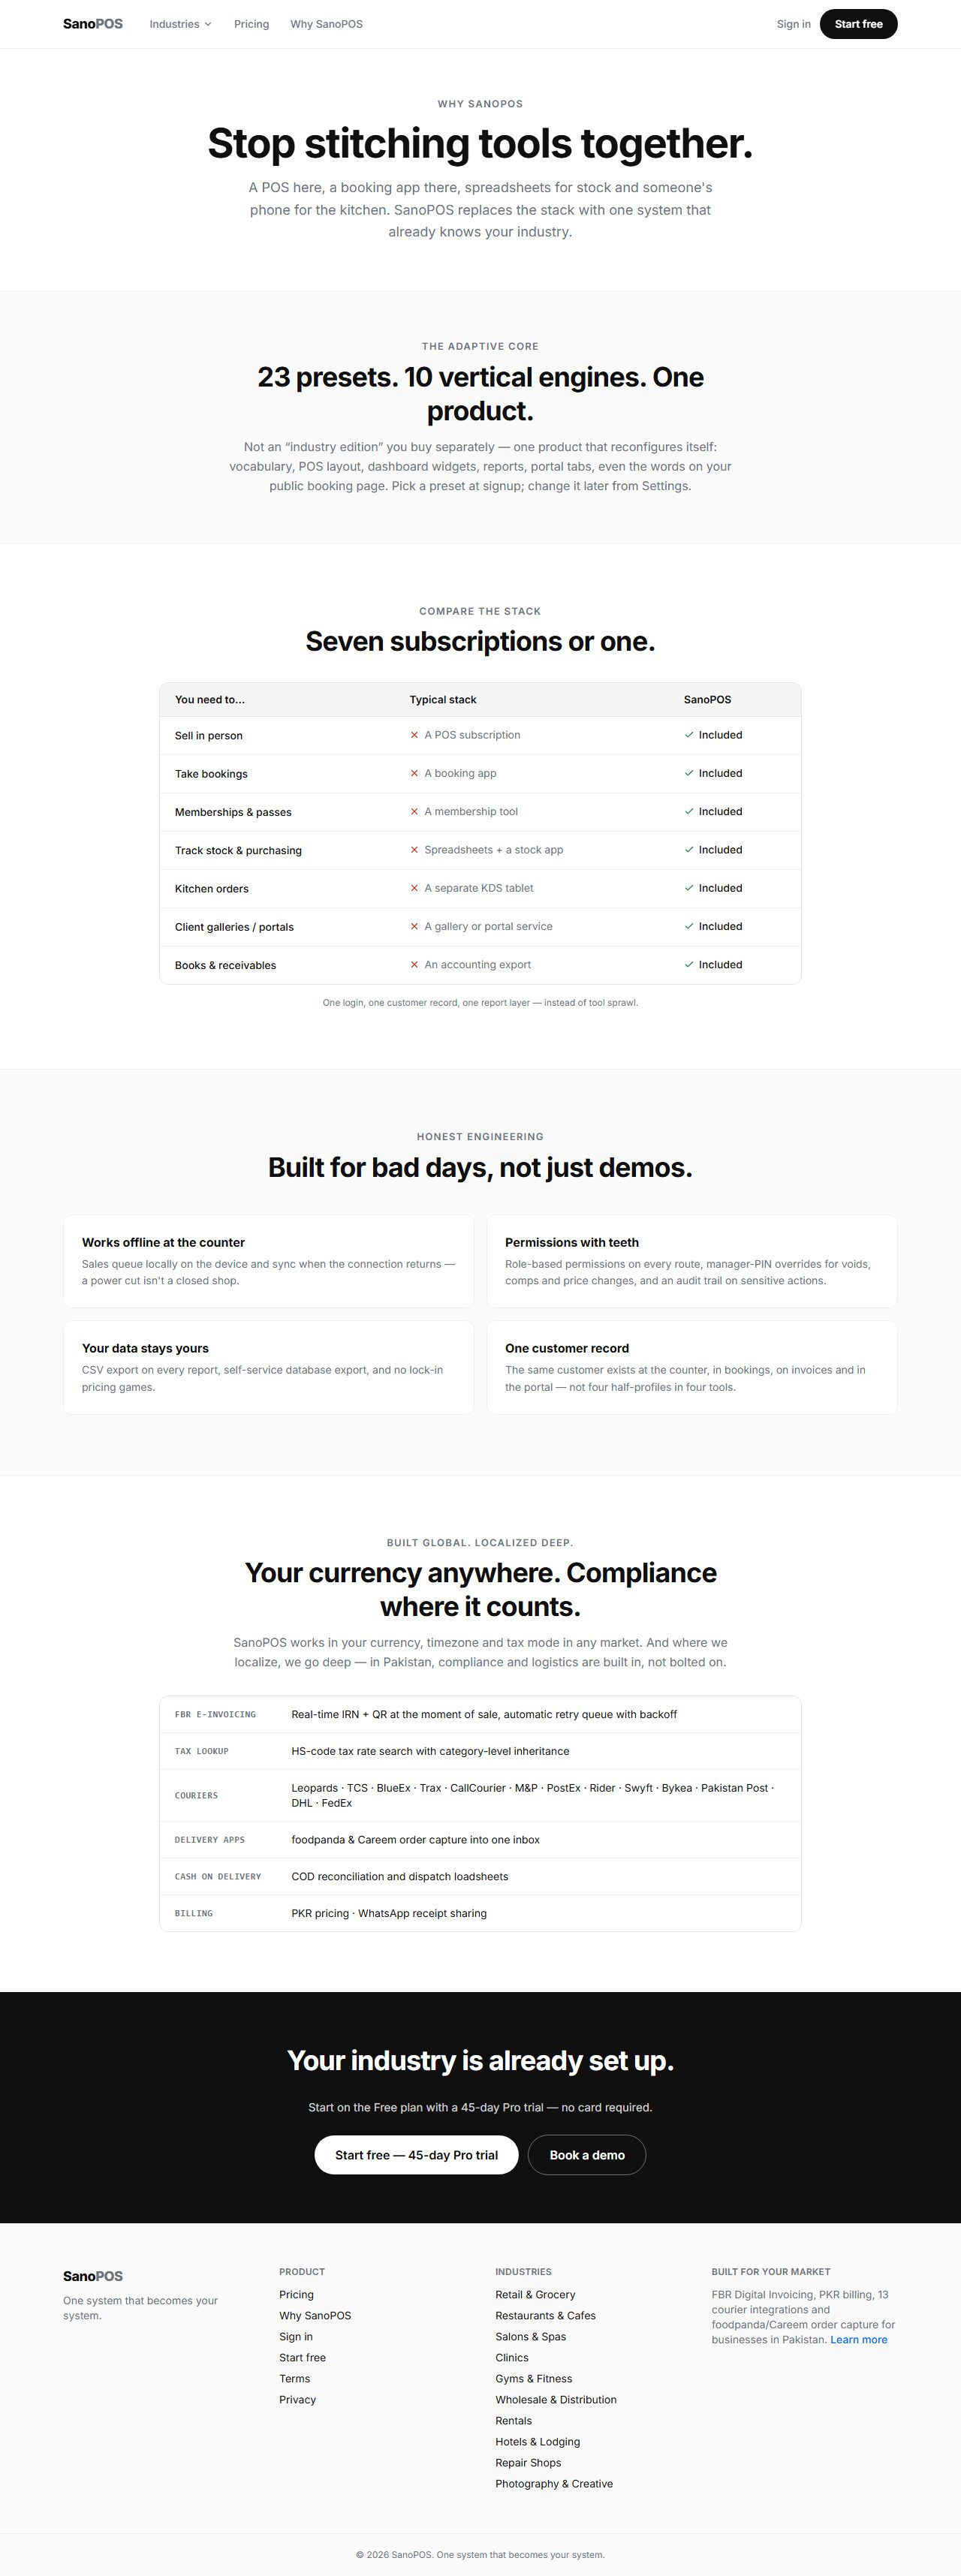 SanoPOS
Industries
Pricing
Why SanoPOS
Sign in
Start free
WHY SANOPOS
Stop stitching tools together.
A POS here, a booking app there, spreadsheets for stock and someone's
phone for the kitchen. SanoPOS replaces the stack with one system that
already knows your industry.
THE ADAPTIVE CORE
23 presets. 10 vertical engines. One
product.
Not an “industry edition” you buy separately — one product that reconfigures itself:
vocabulary, POS layout, dashboard widgets, reports, portal tabs, even the words on your
public booking page. Pick a preset at signup; change it later from Settings.
COMPARE THE STACK
Seven subscriptions or one.
You need to… Typical stack SanoPOS
Sell in person ✕ A POS subscription ✓ Included
Take bookings ✕ A booking app ✓ Included
Memberships & passes ✕ A membership tool ✓ Included
Track stock & purchasing ✕ Spreadsheets + a stock app ✓ Included
Kitchen orders ✕ A separate KDS tablet ✓ Included
Client galleries / portals ✕ A gallery or portal service ✓ Included
Books & receivables ✕ An accounting export ✓ Included
One login, one customer record, one report layer — instead of tool sprawl.
HONEST ENGINEERING
Built for bad days, not just demos.
Works offline at the counter
Sales queue locally on the device and sync when the connection returns —
a power cut isn't a closed shop.
Permissions with teeth
Role-based permissions on every route, manager-PIN overrides for voids,
comps and price changes, and an audit trail on sensitive actions.
Your data stays yours
CSV export on every report, self-service database export, and no lock-in
pricing games.
One customer record
The same customer exists at the counter, in bookings, on invoices and in
the portal — not four half-profiles in four tools.
BUILT GLOBAL. LOCALIZED DEEP.
Your currency anywhere. Compliance
where it counts.
SanoPOS works in your currency, timezone and tax mode in any market. And where we
localize, we go deep — in Pakistan, compliance and logistics are built in, not bolted on.
FBR E-INVOICING Real-time IRN + QR at the moment of sale, automatic retry queue with backoff
TAX LOOKUP HS-code tax rate search with category-level inheritance
COURIERS Leopards · TCS · BlueEx · Trax · CallCourier · M&P · PostEx · Rider · Swyft · Bykea · Pakistan Post ·
DHL · FedEx
DELIVERY APPS foodpanda & Careem order capture into one inbox
CASH ON DELIVERY COD reconciliation and dispatch loadsheets
BILLING PKR pricing · WhatsApp receipt sharing
Your industry is already set up.
Start on the Free plan with a 45-day Pro trial — no card required.
Start free — 45-day Pro trial
Book a demo
SanoPOS
One system that becomes your
system.
PRODUCT
Pricing
Why SanoPOS
Sign in
Start free
Terms
Privacy
INDUSTRIES
Retail & Grocery
Restaurants & Cafes
Salons & Spas
Clinics
Gyms & Fitness
Wholesale & Distribution
Rentals
Hotels & Lodging
Repair Shops
Photography & Creative
BUILT FOR YOUR MARKET
FBR Digital Invoicing, PKR billing, 13
courier integrations and
foodpanda/Careem order capture for
businesses in Pakistan. Learn more
© 2026 SanoPOS. One system that becomes your system.